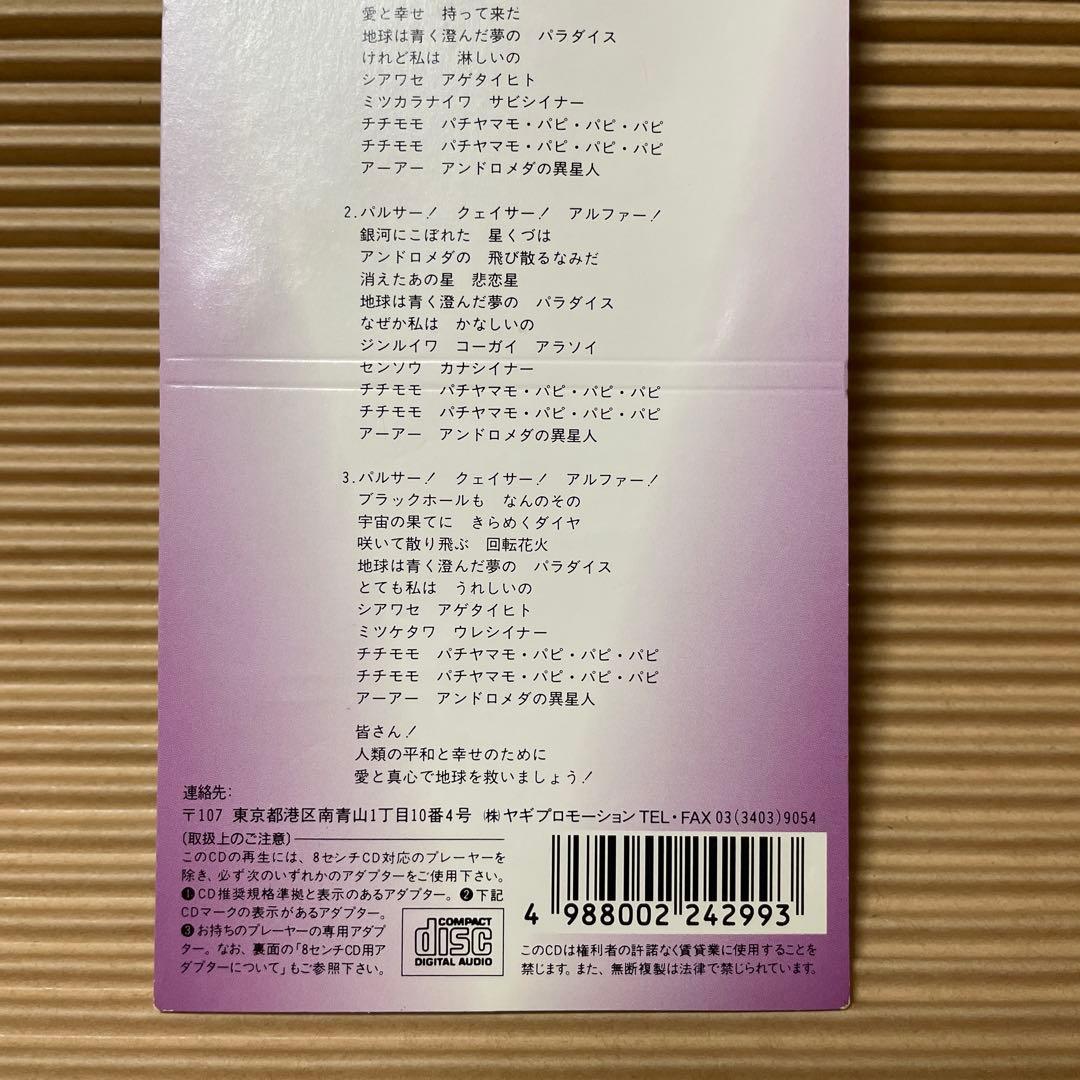 愛と幸せ　持って来だ
地球は青く澄んだ夢の　パラダイス
けれど私は　淋しいの
シアワセ　アゲタイヒト
ミツカラナイワ　サビシイナー
チチモモ　パチヤマモ・パピ・パピ・パピ
チチモモ　パチヤマモ・パピ・パピ・パピ
アーアー　アンドロメダの異星人
2.パルサー！　クェイサー！　アルファー！
銀河にこぼれた　星くづは
アンドロメダの　飛び散るなみだ
消えたあの星　悲恋星
地球は青く澄んだ夢の　パラダイス
なぜか私は　かなしいの
ジンルイワ　コーガイ　アラソイ
センソウ　カナシイナー
チチモモ　パチヤマモ・パピ・パピ・パピ
チチモモ　パチヤマモ・パピ・パピ・パピ
アーアー　アンドロメダの異星人
3.パルサー！　クェイサー！　アルファー！
ブラックホールも　なんのその
宇宙の果てに　きらめくダイヤ
咲いて散り飛ぶ　回転花火
地球は青く澄んだ夢の　パラダイス
とても私は　うれしいの
シアワセ　アゲタイヒト
ミツケタワ　ウレシイナー
チチモモ　パチヤマモ・パピ・パピ・パピ
チチモモ　パチヤマモ・パピ・パピ・パピ
アーアー　アンドロメダの異星人
皆さん！
人類の平和と幸せのために
愛と真心で地球を救いましょう！
連絡先:
〒107 東京都港区南青山1丁目10番4号 ㈱ヤギプロモーション TEL・FAX 03(3403)9054
〔取扱上のご注意〕
このCDの再生には、8センチCD対応のプレーヤーを
除き、必ず次のいずれかのアダプターをご使用下さい。
❶CD推奨規格準拠と表示のあるアダプター。❷下記
CDマークの表示があるアダプター。
❸お持ちのプレーヤーの専用アダプ
ター。なお、裏面の「8センチCD用ア
ダプターについて」もご参照下さい。
COMPACT
disc
DIGITAL AUDIO
4 988002 242993
このCDは権利者の許諾なく賃貸業に使用することを
禁じます。また、無断複製は法律で禁じられています。